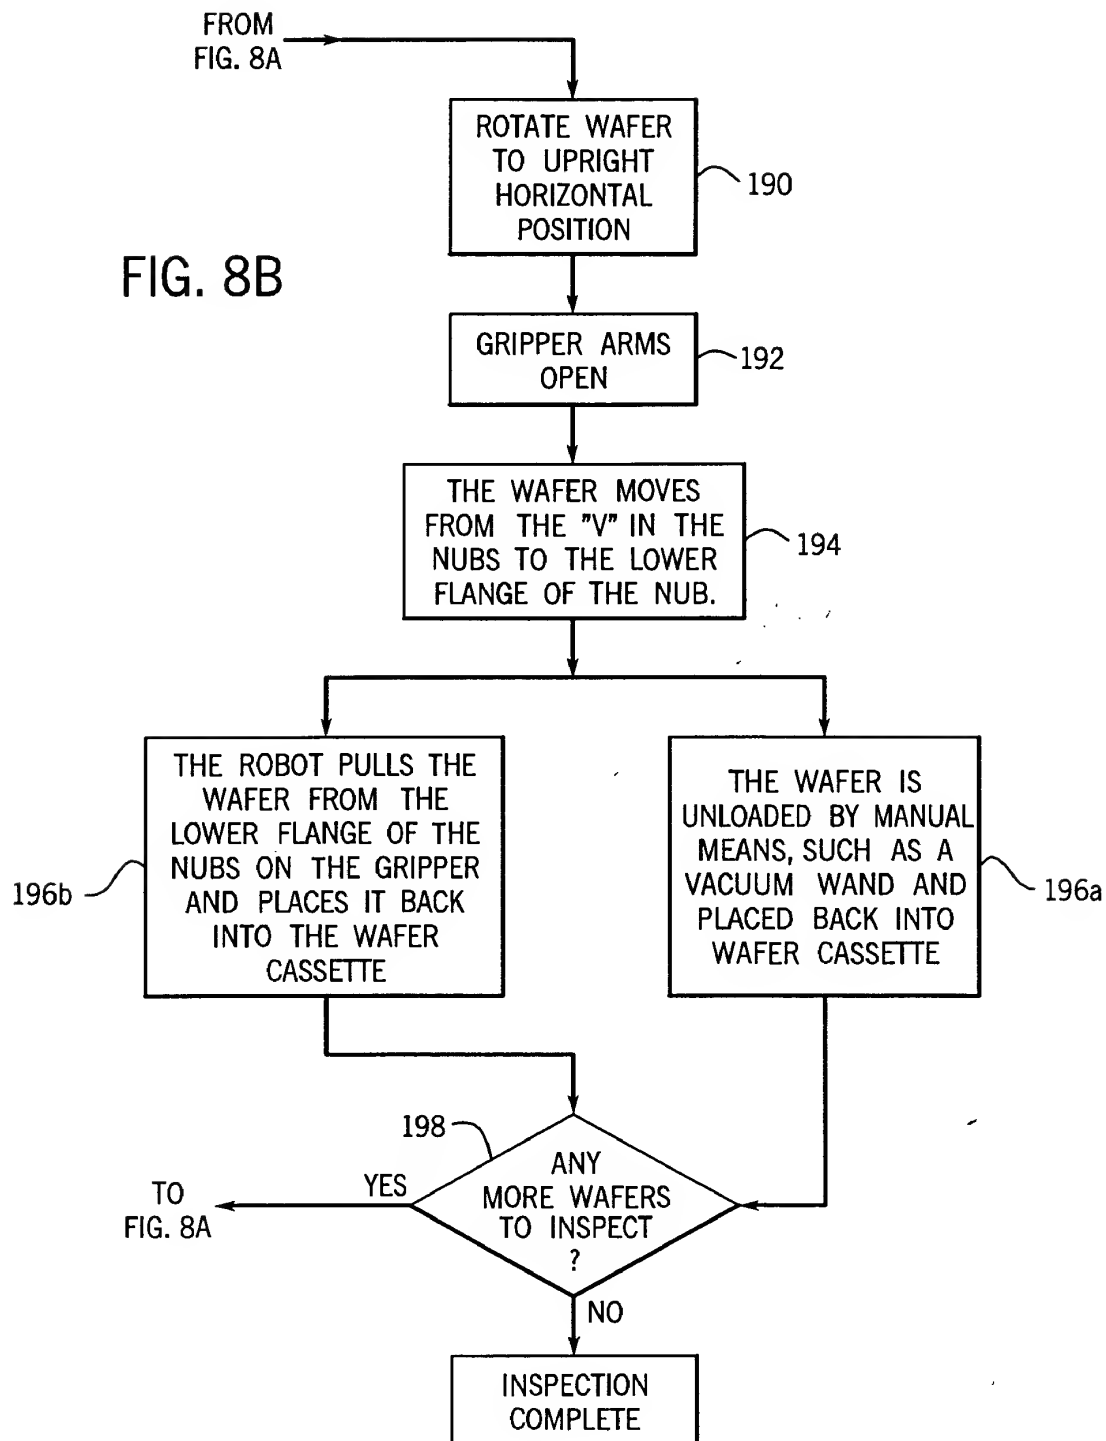 FROM
FIG. 8A
ROTATE WAFER
TO UPRIGHT
HORIZONTAL
POSITION
190
FIG. 8B
GRIPPER ARMS
OPEN
192
THE WAFER MOVES
FROM THE "V" IN THE
NUBS TO THE LOWER
FLANGE OF THE NUB.
194
THE ROBOT PULLS THE
WAFER FROM THE
LOWER FLANGE OF THE
NUBS ON THE GRIPPER
AND PLACES IT BACK
INTO THE WAFER
CASSETTE
196b
THE WAFER IS
UNLOADED BY MANUAL
MEANS, SUCH AS A
VACUUM WAND AND
PLACED BACK INTO
WAFER CASSETTE
196a
198
ANY
MORE WAFERS
TO INSPECT
?
YES
TO
FIG. 8A
NO
INSPECTION
COMPLETE